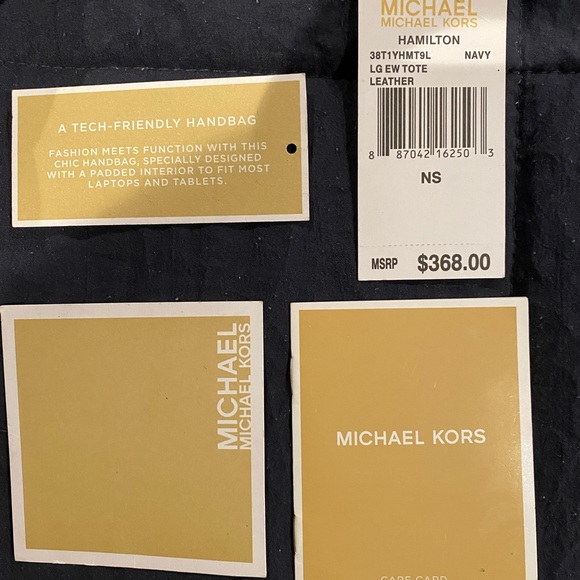 MICHAEL
MICHAEL KORS
HAMILTON
38T1YHMT9L NAVY
LG EW TOTE
LEATHER
8 87042 16250 3
NS
MSRP $368.00
A TECH-FRIENDLY HANDBAG
FASHION MEETS FUNCTION WITH THIS
CHIC HANDBAG, SPECIALLY DESIGNED
WITH A PADDED INTERIOR TO FIT MOST
LAPTOPS AND TABLETS.
MICHAEL
MICHAEL KORS
MICHAEL KORS
CARE CARD